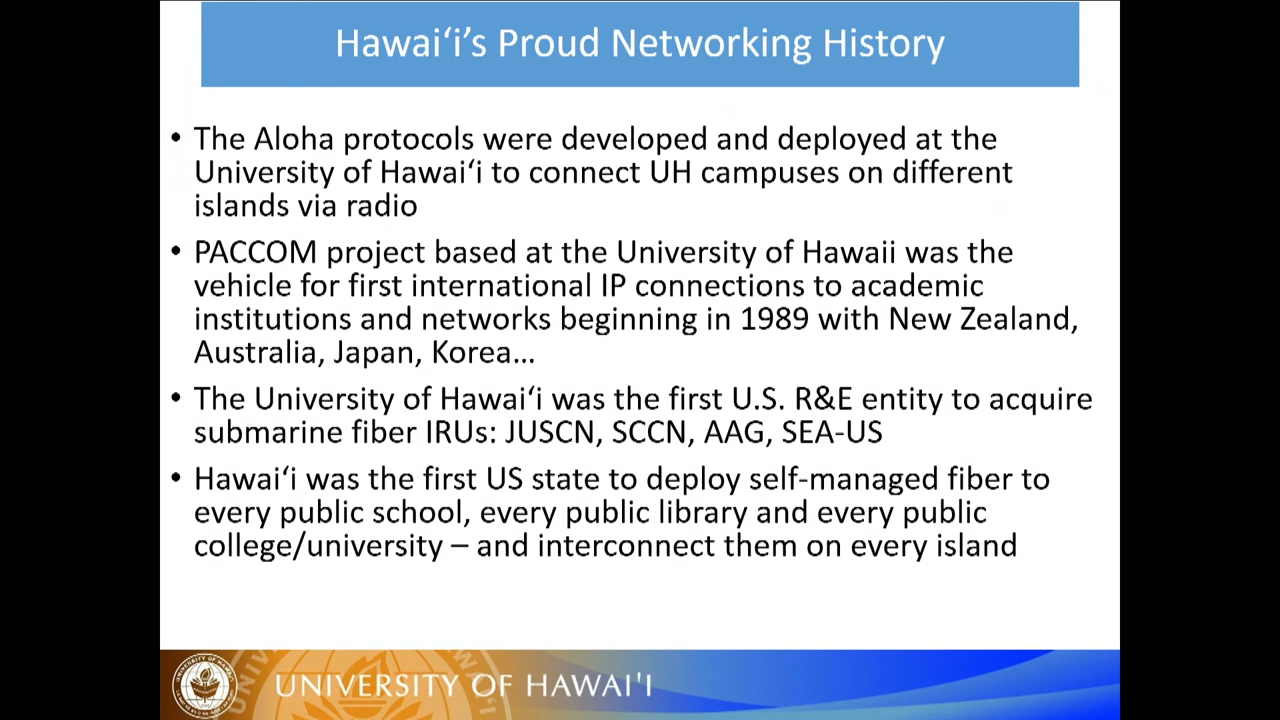 Hawai‘i’s Proud Networking History
• The Aloha protocols were developed and deployed at the
University of Hawai‘i to connect UH campuses on different
islands via radio
• PACCOM project based at the University of Hawaii was the
vehicle for first international IP connections to academic
institutions and networks beginning in 1989 with New Zealand,
Australia, Japan, Korea…
• The University of Hawai‘i was the first U.S. R&E entity to acquire
submarine fiber IRUs: JUSCN, SCCN, AAG, SEA-US
• Hawai‘i was the first US state to deploy self-managed fiber to
every public school, every public library and every public
college/university – and interconnect them on every island
UNIVERSITY OF HAWAI'I